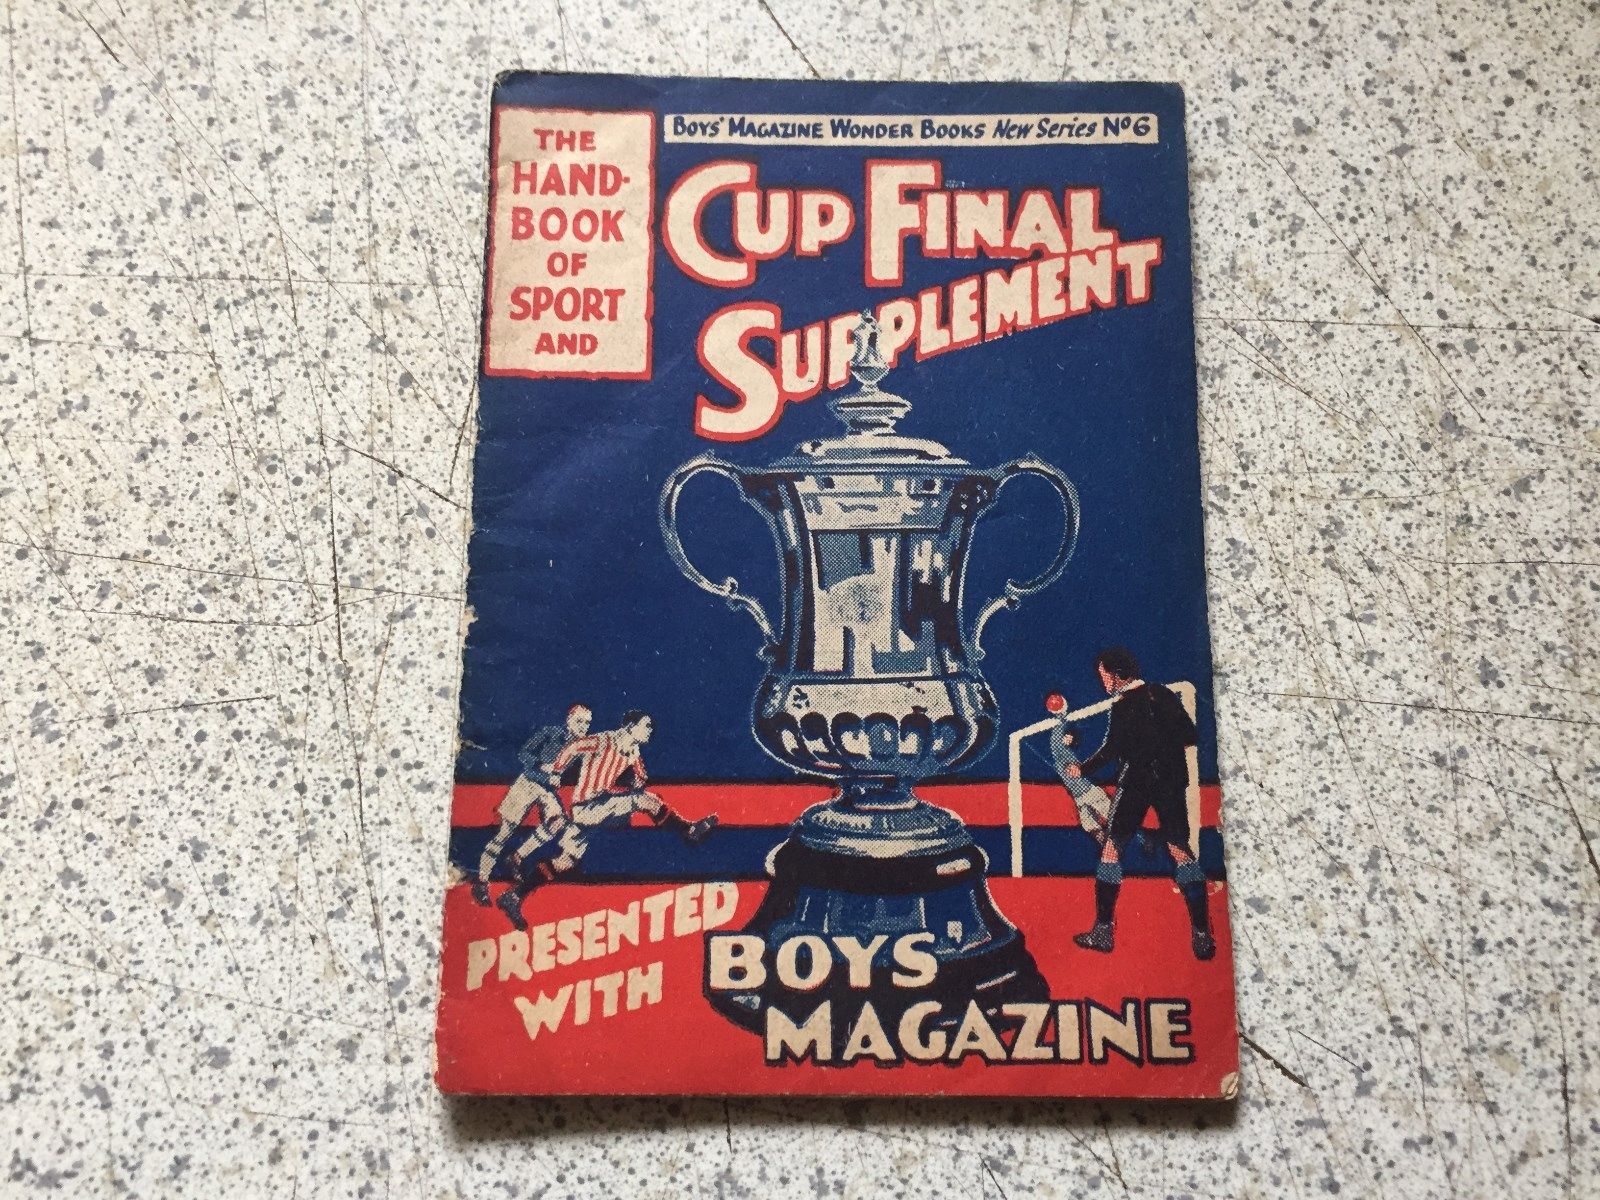 THE
HAND-
BOOK
OF
SPORT
AND
BOYS' MAGAZINE WONDER BOOKS New Series No 6
CUP FINAL
SUPPLEMENT
PRESENTED
WITH
BOYS
MAGAZINE